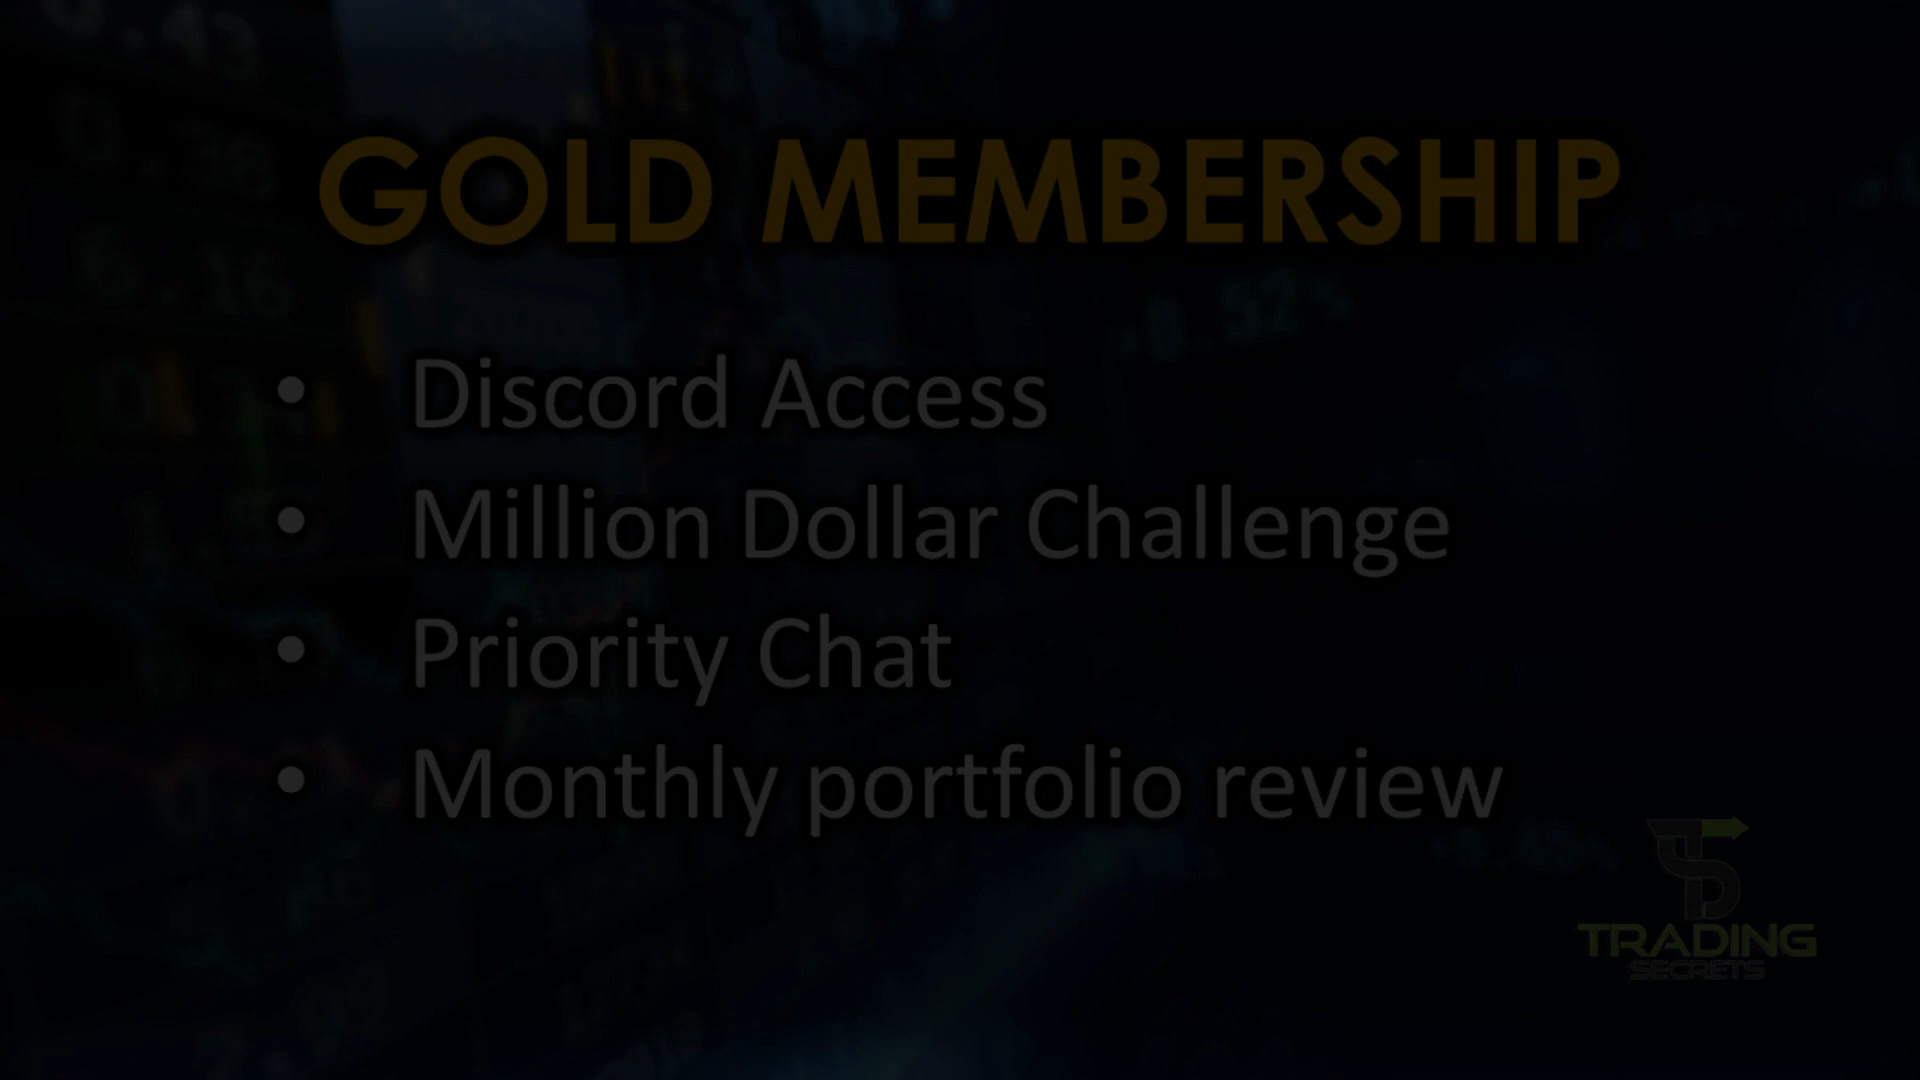 GOLD MEMBERSHIP
• Discord Access
• Million Dollar Challenge
• Priority Chat
• Monthly portfolio review
TRADING
SECRETS